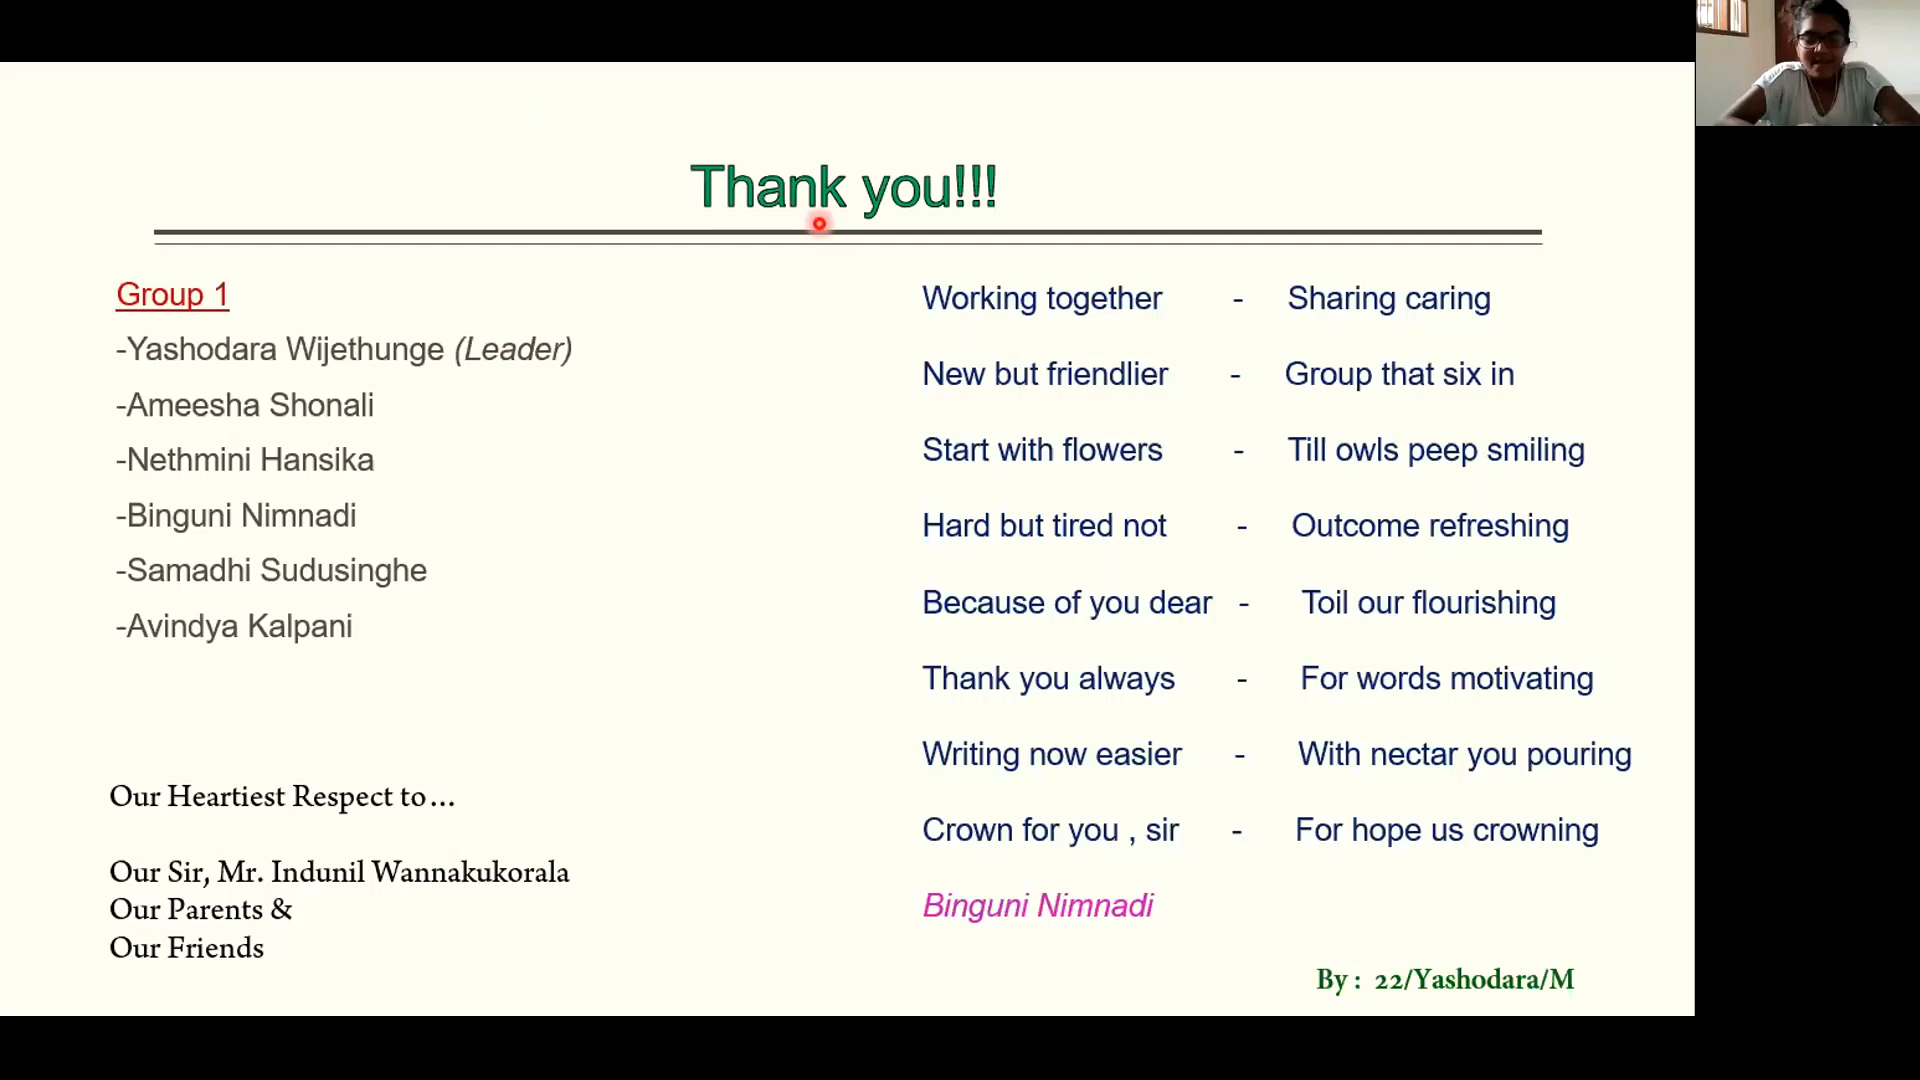 Thank you!!!
Group 1
-Yashodara Wijethunge (Leader)
-Ameesha Shonali
-Nethmini Hansika
-Binguni Nimnadi
-Samadhi Sudusinghe
-Avindya Kalpani
Our Heartiest Respect to...
Our Sir, Mr. Indunil Wannakukorala
Our Parents &
Our Friends
Working together - Sharing caring
New but friendlier - Group that six in
Start with flowers - Till owls peep smiling
Hard but tired not - Outcome refreshing
Because of you dear - Toil our flourishing
Thank you always - For words motivating
Writing now easier - With nectar you pouring
Crown for you , sir - For hope us crowning
Binguni Nimnadi
By : 22/Yashodara/M